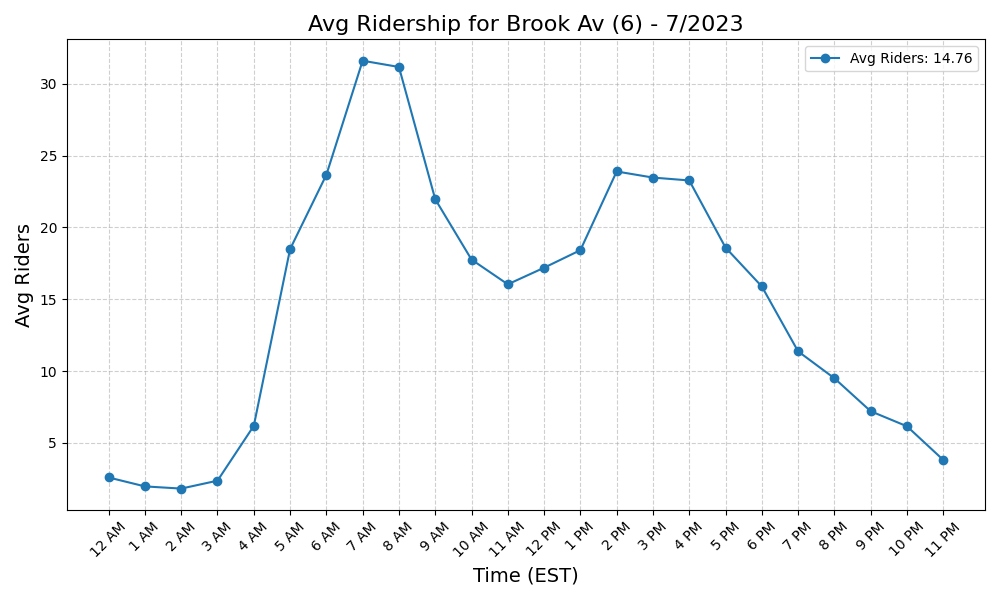 Avg Ridership for Brook Av (6) - 7/2023
Avg Riders: 14.76
Avg Riders
30
25
20
15
10
5
12 AM
1 AM
2 AM
3 AM
4 AM
5 AM
6 AM
7 AM
8 AM
9 AM
10 AM
11 AM
12 PM
1 PM
2 PM
3 PM
4 PM
5 PM
6 PM
7 PM
8 PM
9 PM
10 PM
11 PM
Time (EST)